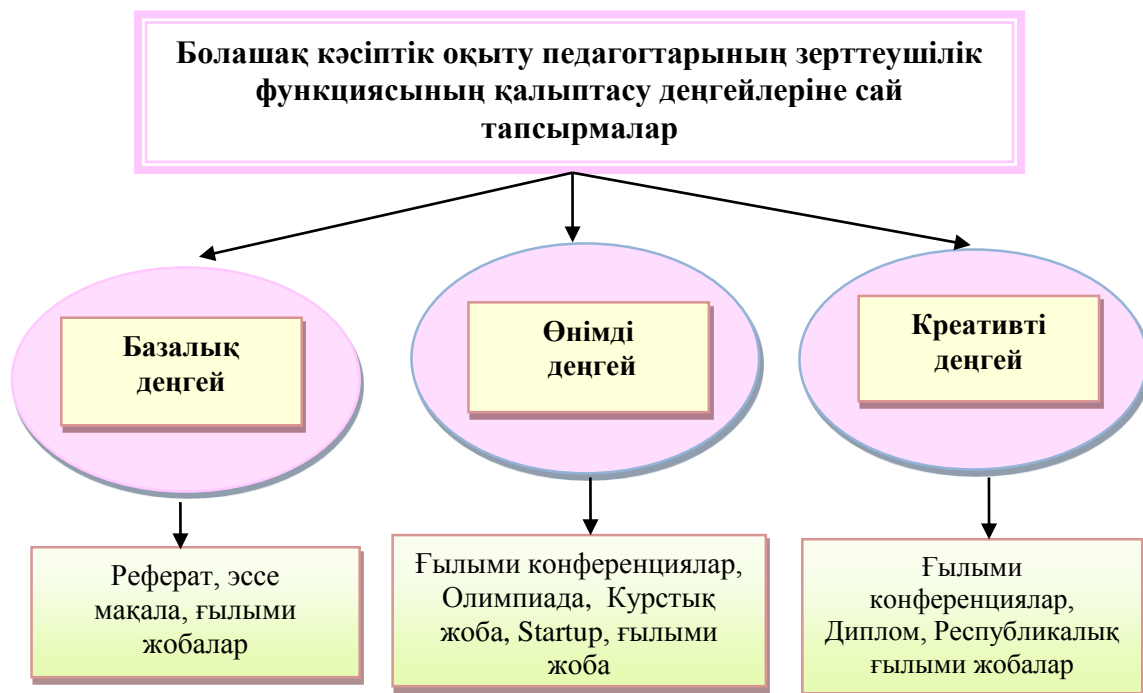 Болашақ кәсіптік оқыту педагогтарының зерттеушілік
функциясының қалыптасу деңгейлеріне сай
тапсырмалар
Базалық
деңгей
Өнімді
деңгей
Креативті
деңгей
Реферат, эссе
мақала, ғылыми
жобалар
Ғылыми конференциялар,
Олимпиада, Курстық
жоба, Startup, ғылыми
жоба
Ғылыми
конференциялар,
Диплом, Республикалық
ғылыми жобалар